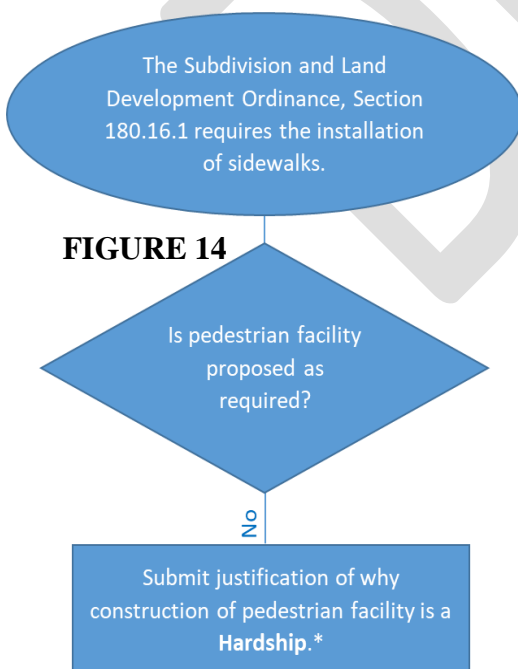 The Subdivision and Land
Development Ordinance, Section
180.16.1 requires the installation
of sidewalks.
FIGURE 14
Is pedestrian facility
proposed as
required?
No
Submit justification of why
construction of pedestrian facility is a
Hardship.*